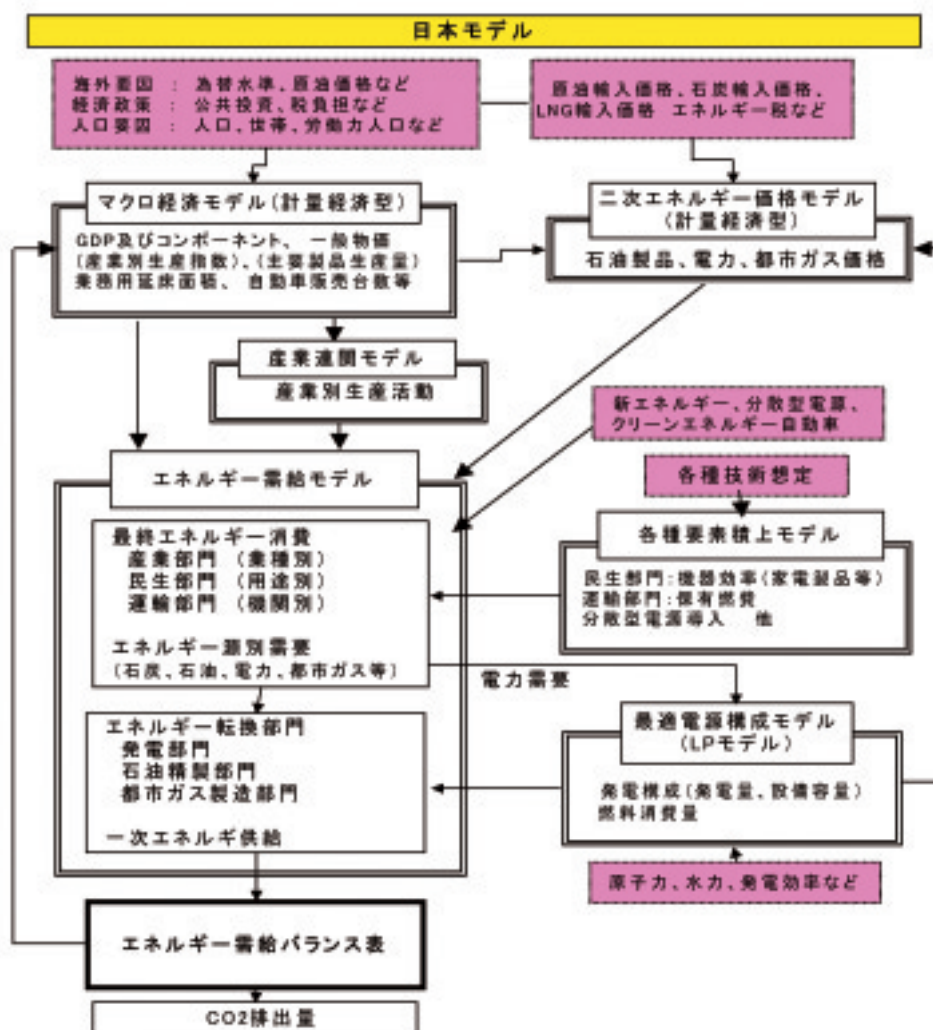 日本モデル
海外要因 : 為替水準、原油価格など
経済政策 : 公共投資、税負担など
人口要因 : 人口、世帯、労働力人口など
原油輸入価格、石炭輸入価格、
LNG輸入価格 エネルギー税など
マクロ経済モデル(計量経済型)
GDP及びコンポーネント、一般物価
(産業別生産指数)、(主要製品生産量)
業務用延床面積、自動車販売台数等
二次エネルギー価格モデル
(計量経済型)
石油製品、電力、都市ガス価格
産業連関モデル
産業別生産活動
新エネルギー、分散型電源、
クリーンエネルギー自動車
エネルギー需給モデル
各種技術想定
最終エネルギー消費
産業部門 (業種別)
民生部門 (用途別)
運輸部門 (機関別)
エネルギー源別需要
(石炭、石油、電力、都市ガス等)
各種要素積上モデル
民生部門:機器効率(家電製品等)
運輸部門:保有燃費
分散型電源導入 他
電力需要
エネルギー転換部門
発電部門
石油精製部門
都市ガス製造部門
一次エネルギ供給
最適電源構成モデル
(LPモデル)
発電構成(発電量、設備容量)
燃料消費量
原子力、水力、発電効率など
エネルギー需給バランス表
CO2排出量